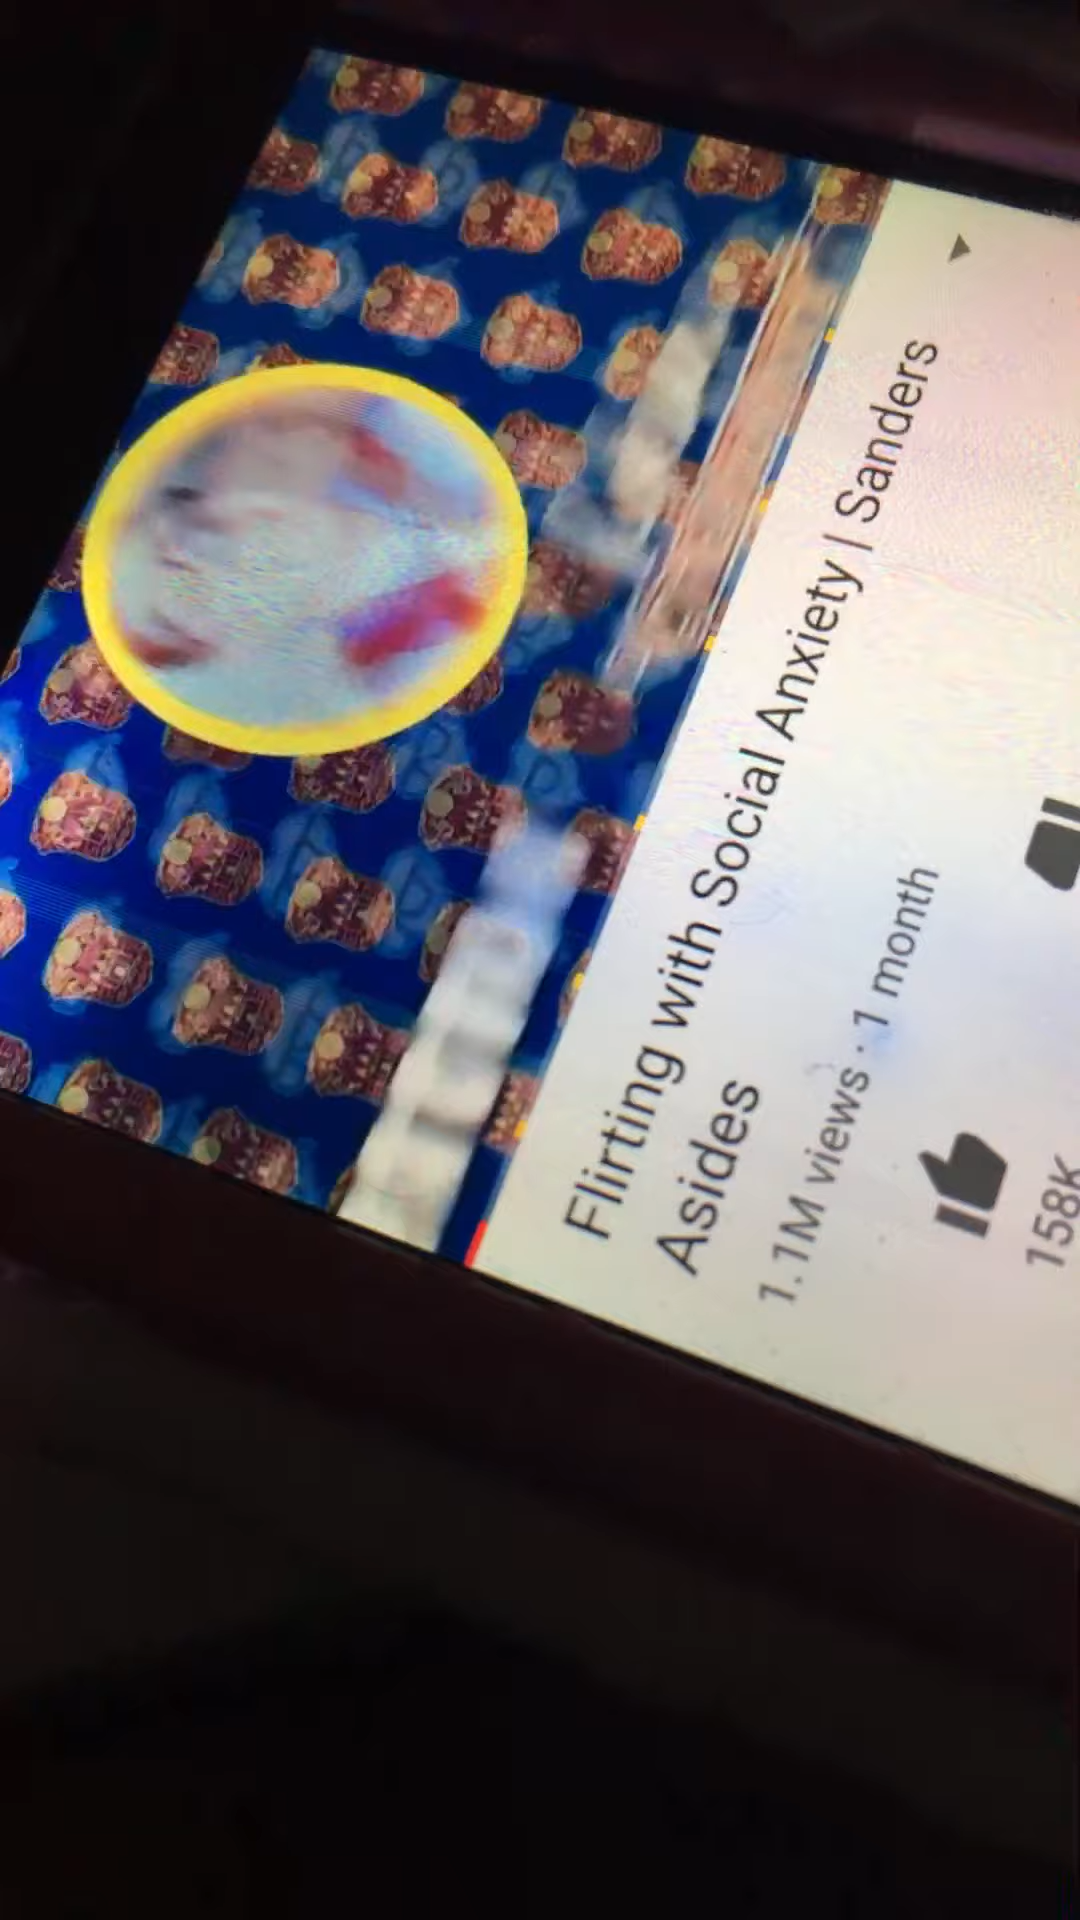 Flirting with Social Anxiety | Sanders
Asides
1.1M views · 1 month
158K